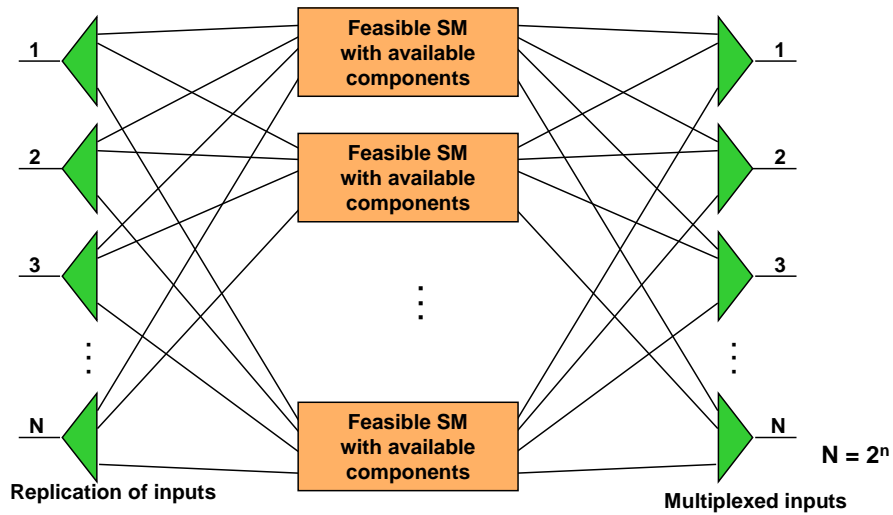 1
2
3
N
Feasible SM
with available
components
Feasible SM
with available
components
Feasible SM
with available
components
1
2
3
N
N = 2ⁿ
Replication of inputs
Multiplexed inputs